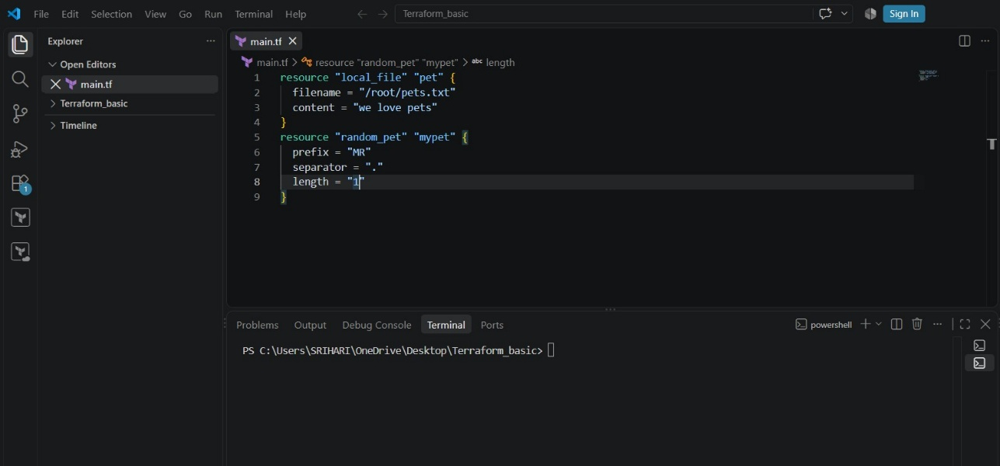 File Edit Selection View Go Run Terminal Help
Terraform_basic
Sign In
Explorer
Open Editors
main.tf
Terraform_basic
Timeline
1
main.tf
main.tf > resource "random_pet" "mypet" > abc length
1 resource "local_file" "pet" {
2 filename = "/root/pets.txt"
3 content = "we love pets"
4 }
5 resource "random_pet" "mypet" {
6 prefix = "MR"
7 separator = "."
8 length = "1"
9 }
Problems Output Debug Console Terminal Ports
powershell
PS C:\Users\SRIHARI\OneDrive\Desktop\Terraform_basic>